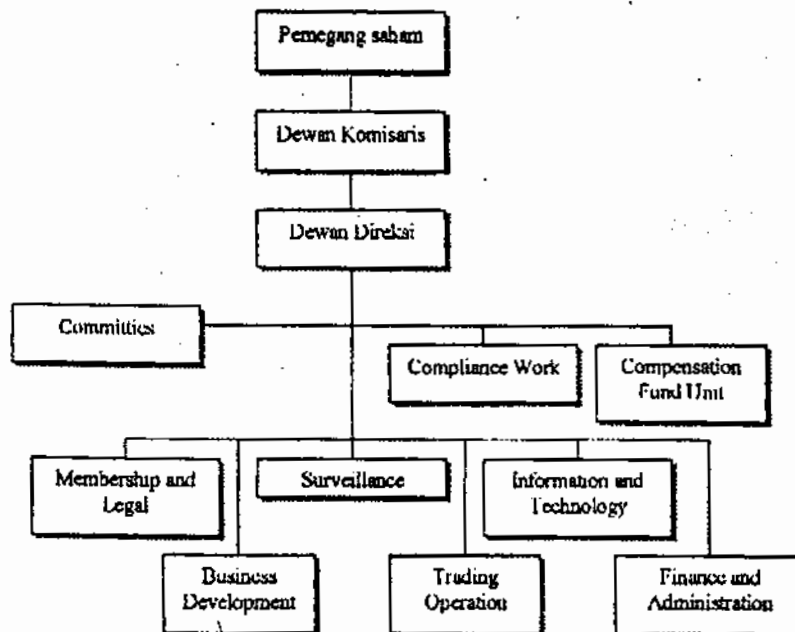 Pemegang saham
Dewan Komisaris
Dewan Direksi
Committies
Compliance Work
Compensation
Fund Unit
Membership and
Legal
Surveillance
Information and
Technology
Business
Development
Trading
Operation
Finance and
Administration